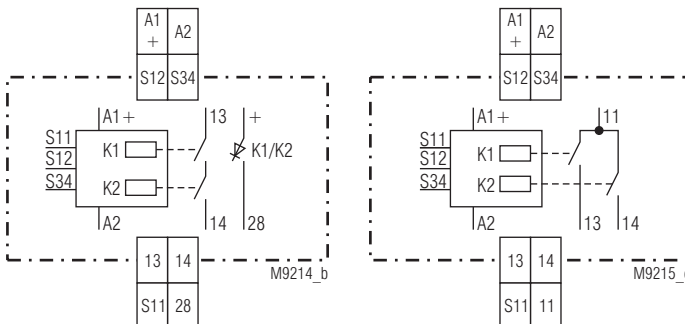 A1 + A2
S12 S34
A1+ 13 +
S11
S12
S34
K1
K2
K1/K2
A2 14 28
13 14
S11 28
M9214_b
A1 + A2
S12 S34
A1+ 11
S11
S12
S34
K1
K2
A2 13 14
13 14
S11 11